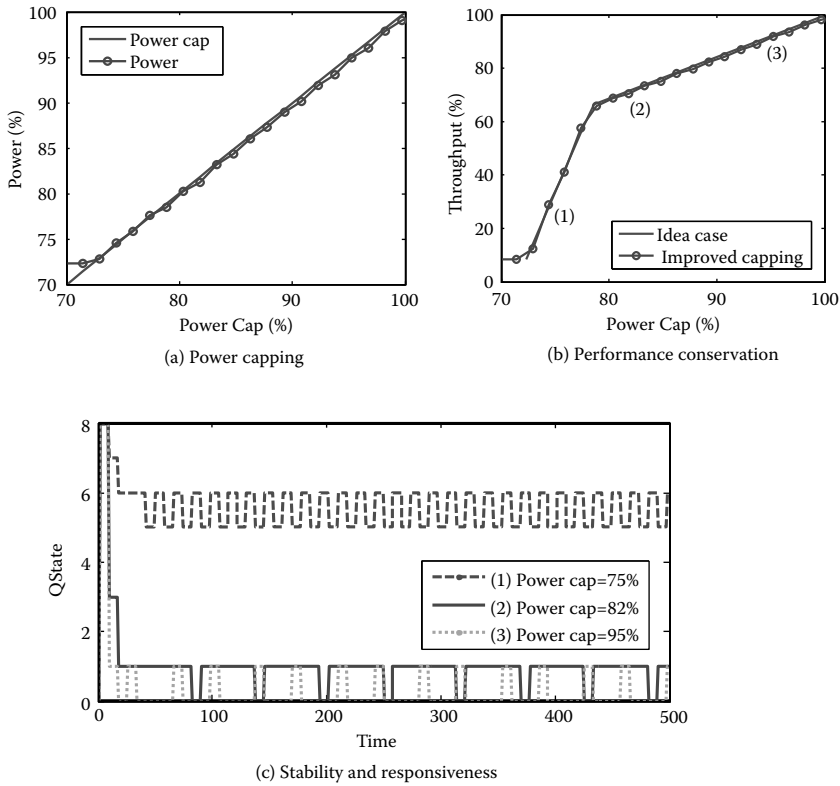 100
95
90
85
80
75
70
Power (%)
Power cap
Power
70
80
90
100
Power Cap (%)
(a) Power capping
100
80
60
40
20
0
Throughput (%)
(1)
(2)
(3)
Idea case
Improved capping
70
80
90
100
Power Cap (%)
(b) Performance conservation
8
6
4
2
0
QState
(1) Power cap=75%
(2) Power cap=82%
(3) Power cap=95%
0
100
200
300
400
500
Time
(c) Stability and responsiveness